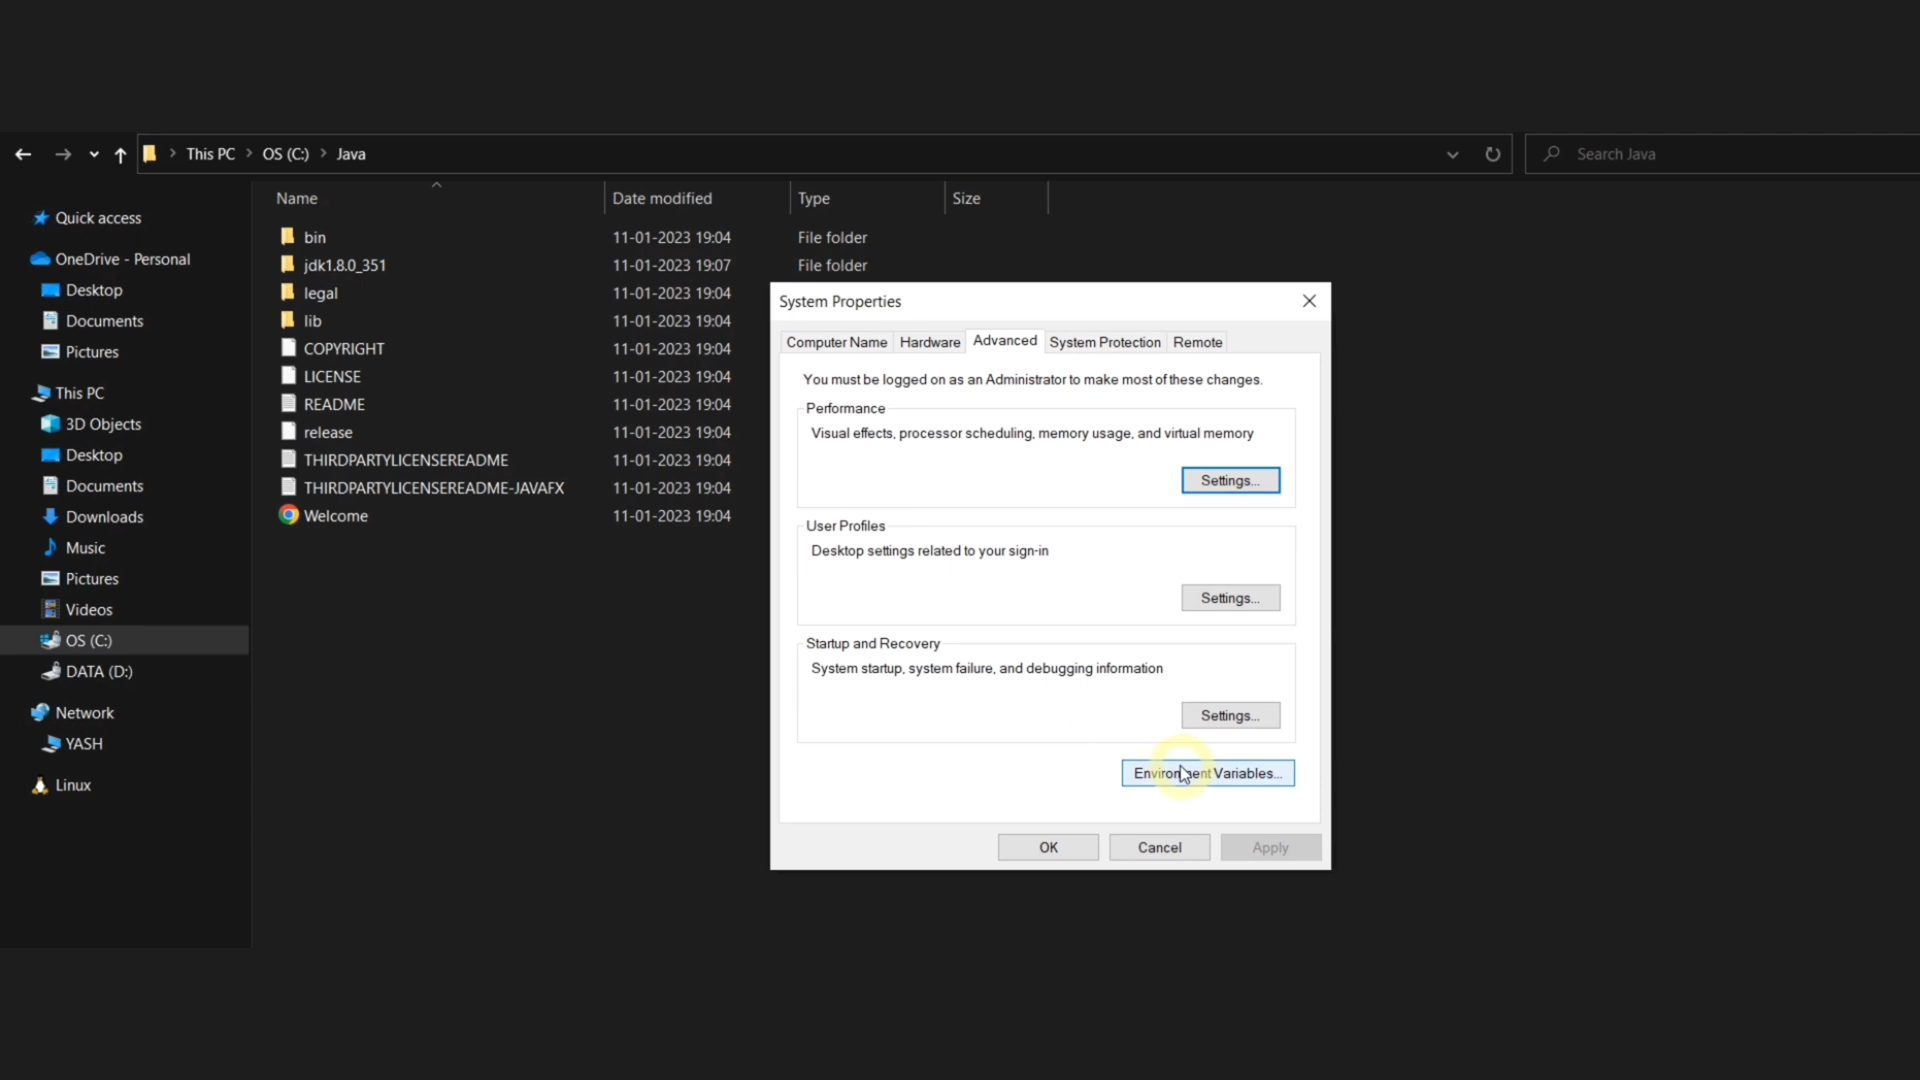 This PC > OS (C:) > Java
Search Java
Name Date modified Type Size
Quick access
OneDrive - Personal
Desktop
Documents
Pictures
This PC
3D Objects
Desktop
Documents
Downloads
Music
Pictures
Videos
OS (C:)
DATA (D:)
Network
YASH
Linux
bin 11-01-2023 19:04 File folder
jdk1.8.0_351 11-01-2023 19:07 File folder
legal 11-01-2023 19:04
lib 11-01-2023 19:04
COPYRIGHT 11-01-2023 19:04
LICENSE 11-01-2023 19:04
README 11-01-2023 19:04
release 11-01-2023 19:04
THIRDPARTYLICENSEREADME 11-01-2023 19:04
THIRDPARTYLICENSEREADME-JAVAFX 11-01-2023 19:04
Welcome 11-01-2023 19:04
System Properties
Computer Name Hardware Advanced System Protection Remote
You must be logged on as an Administrator to make most of these changes.
Performance
Visual effects, processor scheduling, memory usage, and virtual memory
Settings...
User Profiles
Desktop settings related to your sign-in
Settings...
Startup and Recovery
System startup, system failure, and debugging information
Settings...
Environment Variables...
OK Cancel Apply